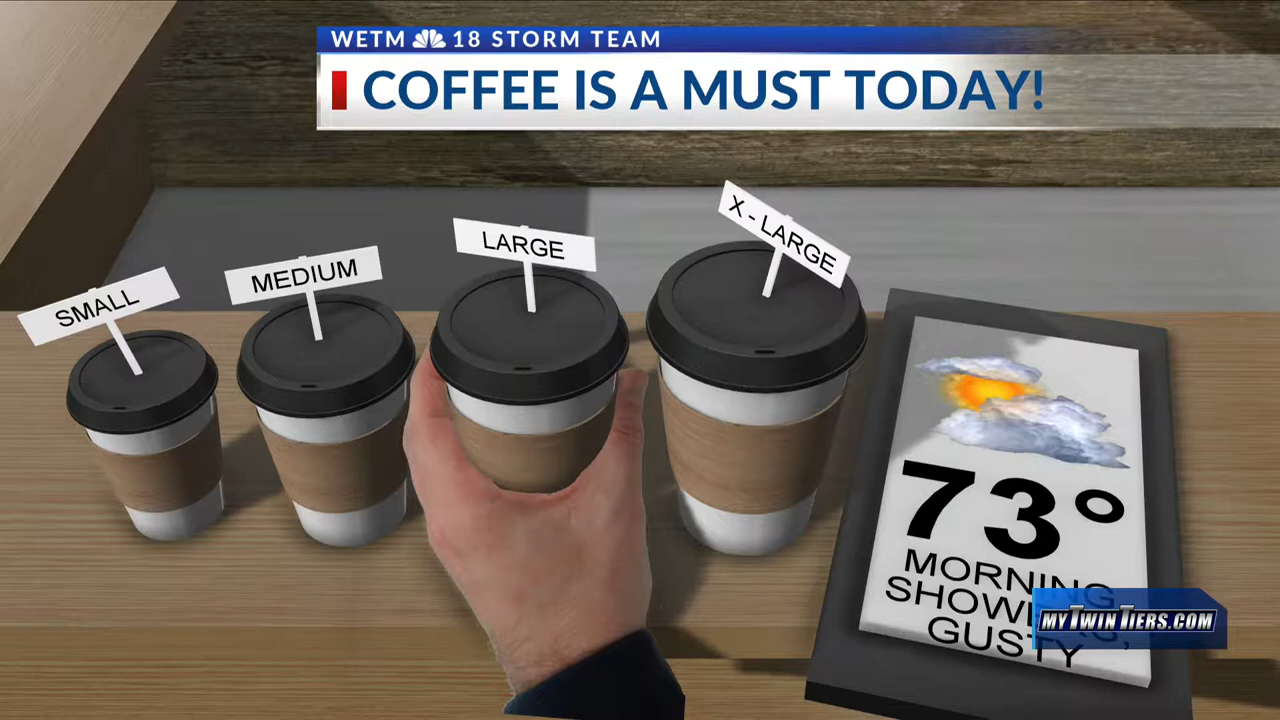 WETM 18 STORM TEAM
COFFEE IS A MUST TODAY!
SMALL
MEDIUM
LARGE
X - LARGE
73°
MORNING
GUSTY
MYTWINTIERS.COM